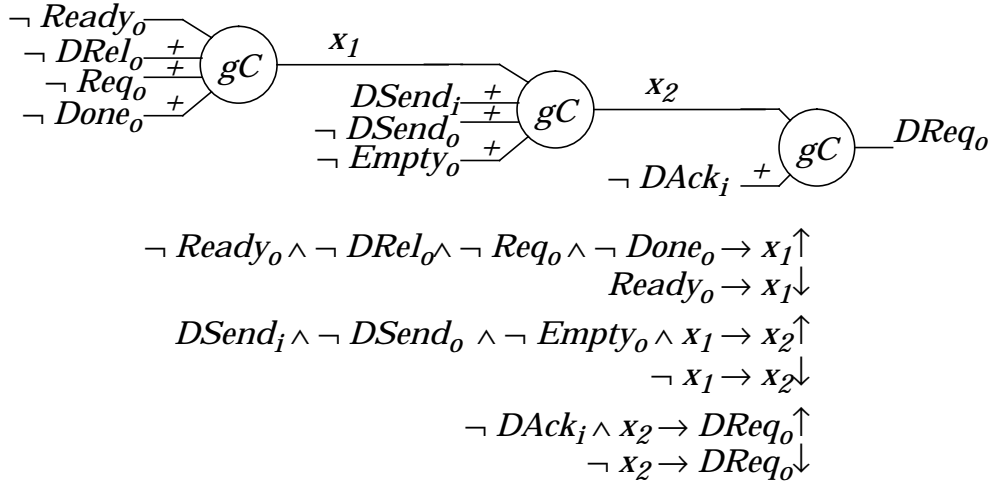 ¬ Ready_o
¬ DRel_o +
¬ Req_o +
¬ Done_o +
gC
x_1
DSend_i +
¬ DSend_o +
¬ Empty_o +
gC
x_2
¬ DAck_i +
gC
DReq_o
¬ Ready_o ∧ ¬ DRel_o ∧ ¬ Req_o ∧ ¬ Done_o → x_1↑
Ready_o → x_1↓
DSend_i ∧ ¬ DSend_o ∧ ¬ Empty_o ∧ x_1 → x_2↑
¬ x_1 → x_2↓
¬ DAck_i ∧ x_2 → DReq_o↑
¬ x_2 → DReq_o↓